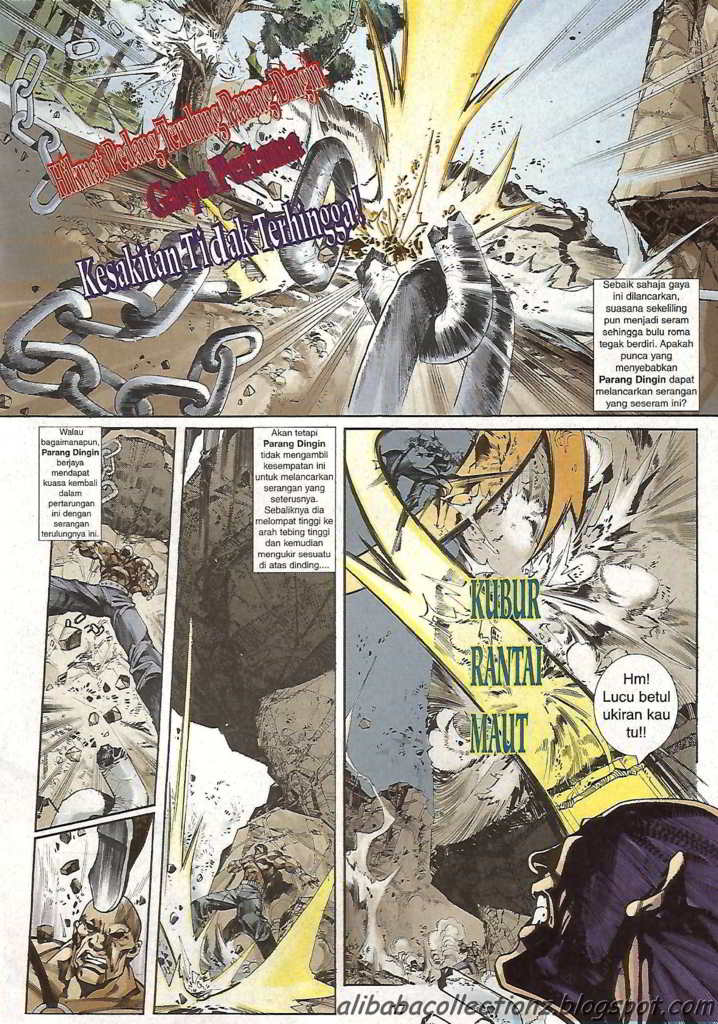 Hikmat Pedang Terulung Parang Dingin
Gaya Pertama
Kesakitan Tidak Terhingga!
Sebaik sahaja gaya
ini dilancarkan,
suasana sekeliling
pun menjadi seram
sehingga bulu roma
tegak berdiri. Apakah
punca yang
menyebabkan
Parang Dingin dapat
melancarkan serangan
yang seseram ini?
Walau
bagaimanapun,
Parang Dingin
berjaya
mendapat
kuasa kembali
dalam
pertarungan
ini dengan
serangan
terulungnya ini.
Akan tetapi
Parang Dingin
tidak mengambli
kesempatan ini
untuk melancarkan
serangan yang
seterusnya.
Sebaliknya dia
melompat tinggi ke
arah tebing tinggi
dan kemudian
mengukir sesuatu
di atas dinding....
KUBUR
RANTAI
MAUT
Hm!
Lucu betul
ukiran kau
tu!!
alibabacollectionz.blogspot.com